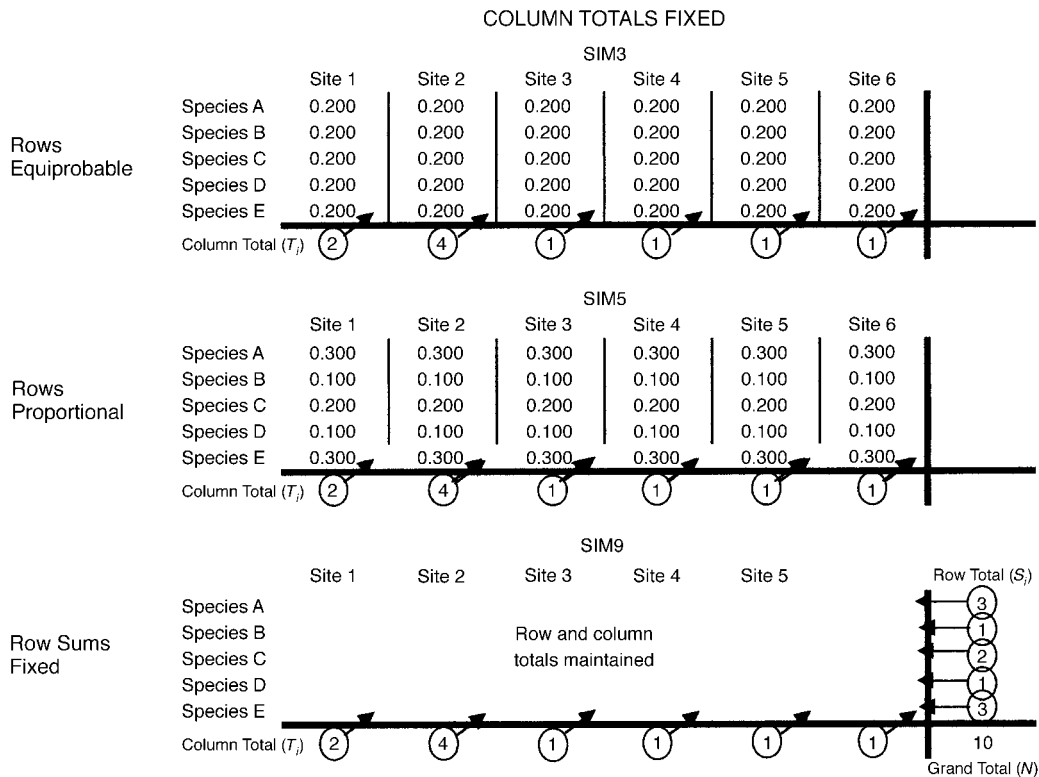 COLUMN TOTALS FIXED
SIM3
Site 1 Site 2 Site 3 Site 4 Site 5 Site 6
Rows Equiprobable
Species A 0.200 0.200 0.200 0.200 0.200 0.200
Species B 0.200 0.200 0.200 0.200 0.200 0.200
Species C 0.200 0.200 0.200 0.200 0.200 0.200
Species D 0.200 0.200 0.200 0.200 0.200 0.200
Species E 0.200 0.200 0.200 0.200 0.200 0.200
Column Total (Ti) 2 4 1 1 1 1
SIM5
Site 1 Site 2 Site 3 Site 4 Site 5 Site 6
Rows Proportional
Species A 0.300 0.300 0.300 0.300 0.300 0.300
Species B 0.100 0.100 0.100 0.100 0.100 0.100
Species C 0.200 0.200 0.200 0.200 0.200 0.200
Species D 0.100 0.100 0.100 0.100 0.100 0.100
Species E 0.300 0.300 0.300 0.300 0.300 0.300
Column Total (Ti) 2 4 1 1 1 1
SIM9
Site 1 Site 2 Site 3 Site 4 Site 5 Row Total (Si)
Row Sums Fixed
Species A 3
Species B 1
Species C 2
Species D 1
Species E 3
Row and column
totals maintained
Column Total (Ti) 2 4 1 1 1 1 10
Grand Total (N)